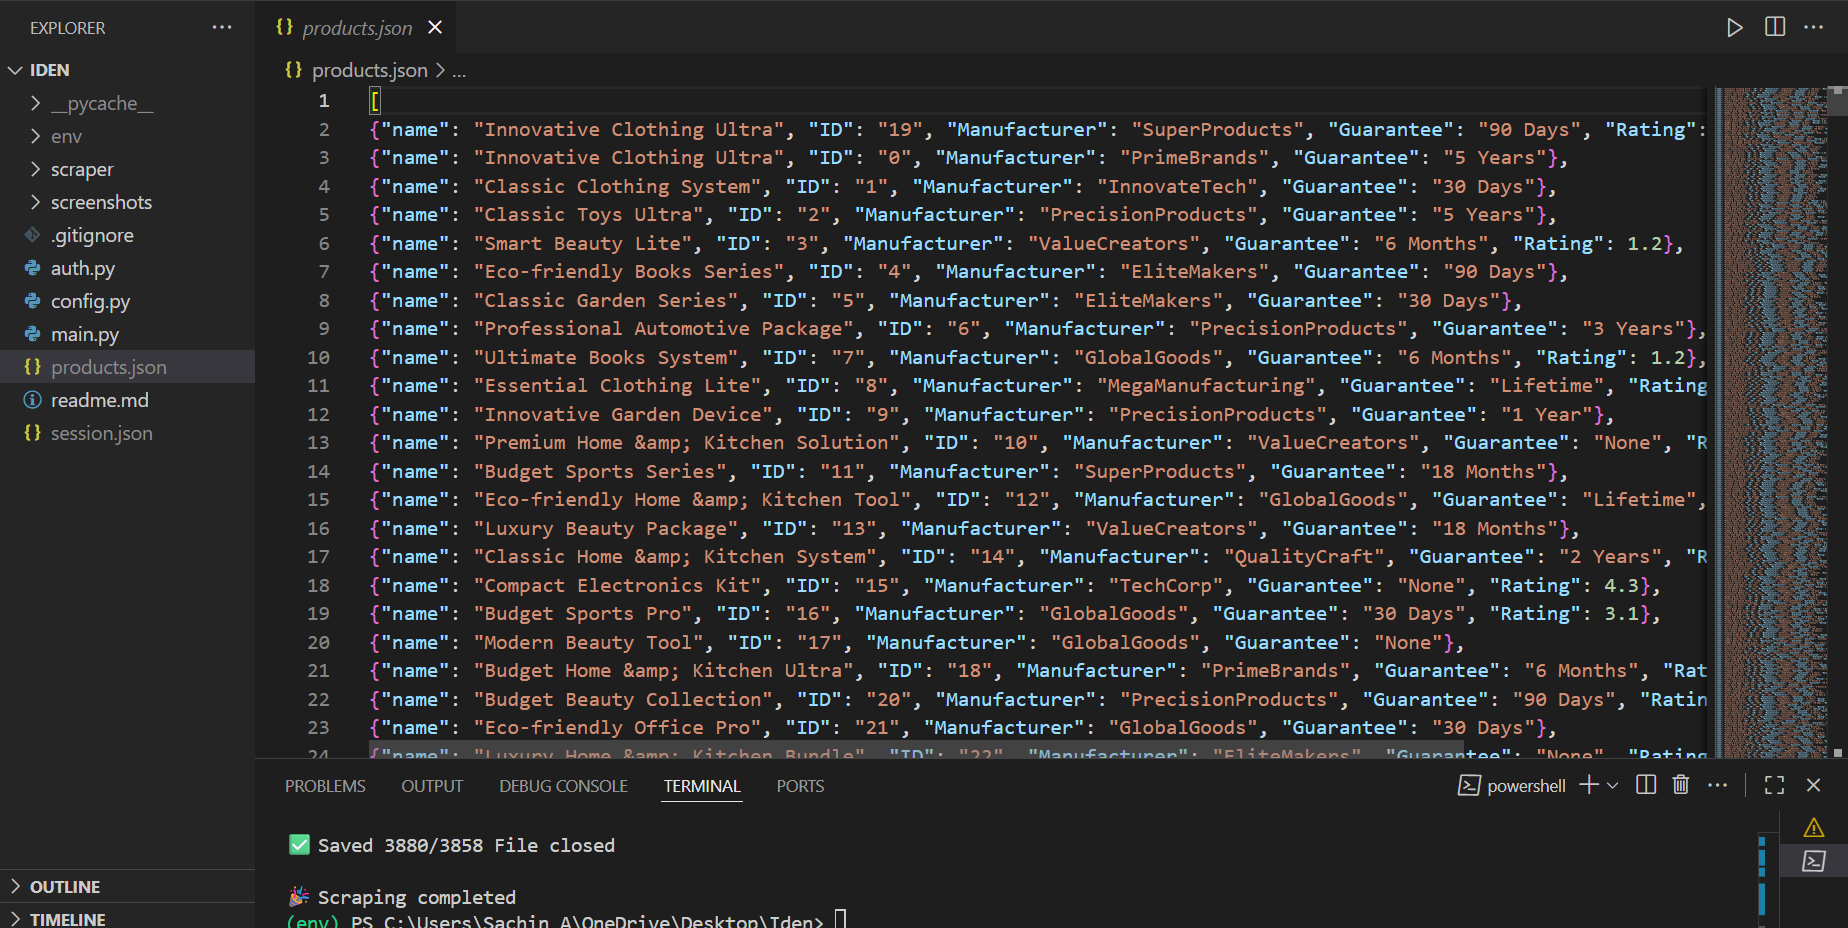 EXPLORER
IDEN
__pycache__
env
scraper
screenshots
.gitignore
auth.py
config.py
main.py
{} products.json
readme.md
{} session.json
OUTLINE
TIMELINE
{} products.json
{} products.json > ...
1 [
2 {"name": "Innovative Clothing Ultra", "ID": "19", "Manufacturer": "SuperProducts", "Guarantee": "90 Days", "Rating":
3 {"name": "Innovative Clothing Ultra", "ID": "0", "Manufacturer": "PrimeBrands", "Guarantee": "5 Years"},
4 {"name": "Classic Clothing System", "ID": "1", "Manufacturer": "InnovateTech", "Guarantee": "30 Days"},
5 {"name": "Classic Toys Ultra", "ID": "2", "Manufacturer": "PrecisionProducts", "Guarantee": "5 Years"},
6 {"name": "Smart Beauty Lite", "ID": "3", "Manufacturer": "ValueCreators", "Guarantee": "6 Months", "Rating": 1.2},
7 {"name": "Eco-friendly Books Series", "ID": "4", "Manufacturer": "EliteMakers", "Guarantee": "90 Days"},
8 {"name": "Classic Garden Series", "ID": "5", "Manufacturer": "EliteMakers", "Guarantee": "30 Days"},
9 {"name": "Professional Automotive Package", "ID": "6", "Manufacturer": "PrecisionProducts", "Guarantee": "3 Years"},
10 {"name": "Ultimate Books System", "ID": "7", "Manufacturer": "GlobalGoods", "Guarantee": "6 Months", "Rating": 1.2},
11 {"name": "Essential Clothing Lite", "ID": "8", "Manufacturer": "MegaManufacturing", "Guarantee": "Lifetime", "Rating
12 {"name": "Innovative Garden Device", "ID": "9", "Manufacturer": "PrecisionProducts", "Guarantee": "1 Year"},
13 {"name": "Premium Home &amp; Kitchen Solution", "ID": "10", "Manufacturer": "ValueCreators", "Guarantee": "None", "R
14 {"name": "Budget Sports Series", "ID": "11", "Manufacturer": "SuperProducts", "Guarantee": "18 Months"},
15 {"name": "Eco-friendly Home &amp; Kitchen Tool", "ID": "12", "Manufacturer": "GlobalGoods", "Guarantee": "Lifetime",
16 {"name": "Luxury Beauty Package", "ID": "13", "Manufacturer": "ValueCreators", "Guarantee": "18 Months"},
17 {"name": "Classic Home &amp; Kitchen System", "ID": "14", "Manufacturer": "QualityCraft", "Guarantee": "2 Years", "R
18 {"name": "Compact Electronics Kit", "ID": "15", "Manufacturer": "TechCorp", "Guarantee": "None", "Rating": 4.3},
19 {"name": "Budget Sports Pro", "ID": "16", "Manufacturer": "GlobalGoods", "Guarantee": "30 Days", "Rating": 3.1},
20 {"name": "Modern Beauty Tool", "ID": "17", "Manufacturer": "GlobalGoods", "Guarantee": "None"},
21 {"name": "Budget Home &amp; Kitchen Ultra", "ID": "18", "Manufacturer": "PrimeBrands", "Guarantee": "6 Months", "Rat
22 {"name": "Budget Beauty Collection", "ID": "20", "Manufacturer": "PrecisionProducts", "Guarantee": "90 Days", "Ratin
23 {"name": "Eco-friendly Office Pro", "ID": "21", "Manufacturer": "GlobalGoods", "Guarantee": "30 Days"},
24 {"name": "Luxury Home &amp; Kitchen Bundle", "ID": "22", "Manufacturer": "EliteMakers", "Guarantee": "None", "Rating
PROBLEMS OUTPUT DEBUG CONSOLE TERMINAL PORTS powershell
✅ Saved 3880/3858 File closed
🎉 Scraping completed
(env) PS C:\Users\Sachin A\OneDrive\Desktop\Iden>